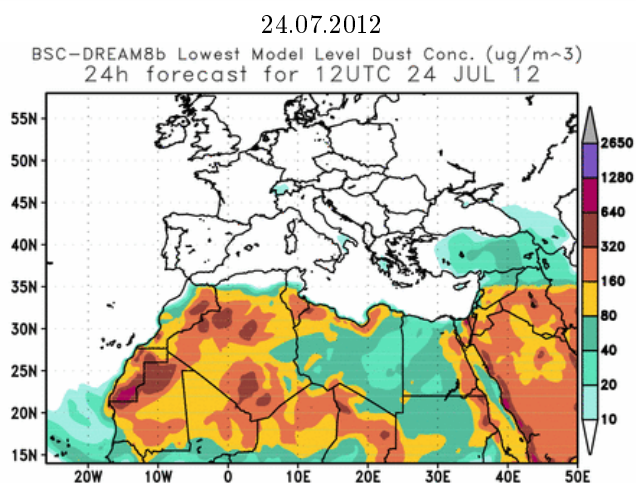 24.07.2012
BSC-DREAM8b Lowest Model Level Dust Conc. (ug/m^3)
24h forecast for 12UTC 24 JUL 12
55N
50N
45N
40N
35N
30N
25N
20N
15N
20W 10W 0 10E 20E 30E 40E 50E
2650
1280
640
320
160
80
40
20
10